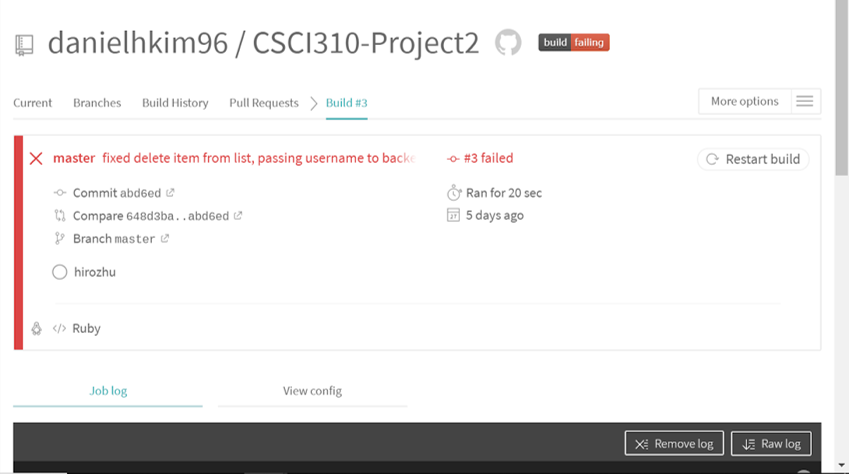 danielhkim96 / CSCI310-Project2 build failing
Current Branches Build History Pull Requests Build #3 More options
master fixed delete item from list, passing username to backe #3 failed Restart build
Commit abd6ed Ran for 20 sec
Compare 648d3ba..abd6ed 5 days ago
Branch master
hirozhu
</> Ruby
Job log View config
Remove log Raw log